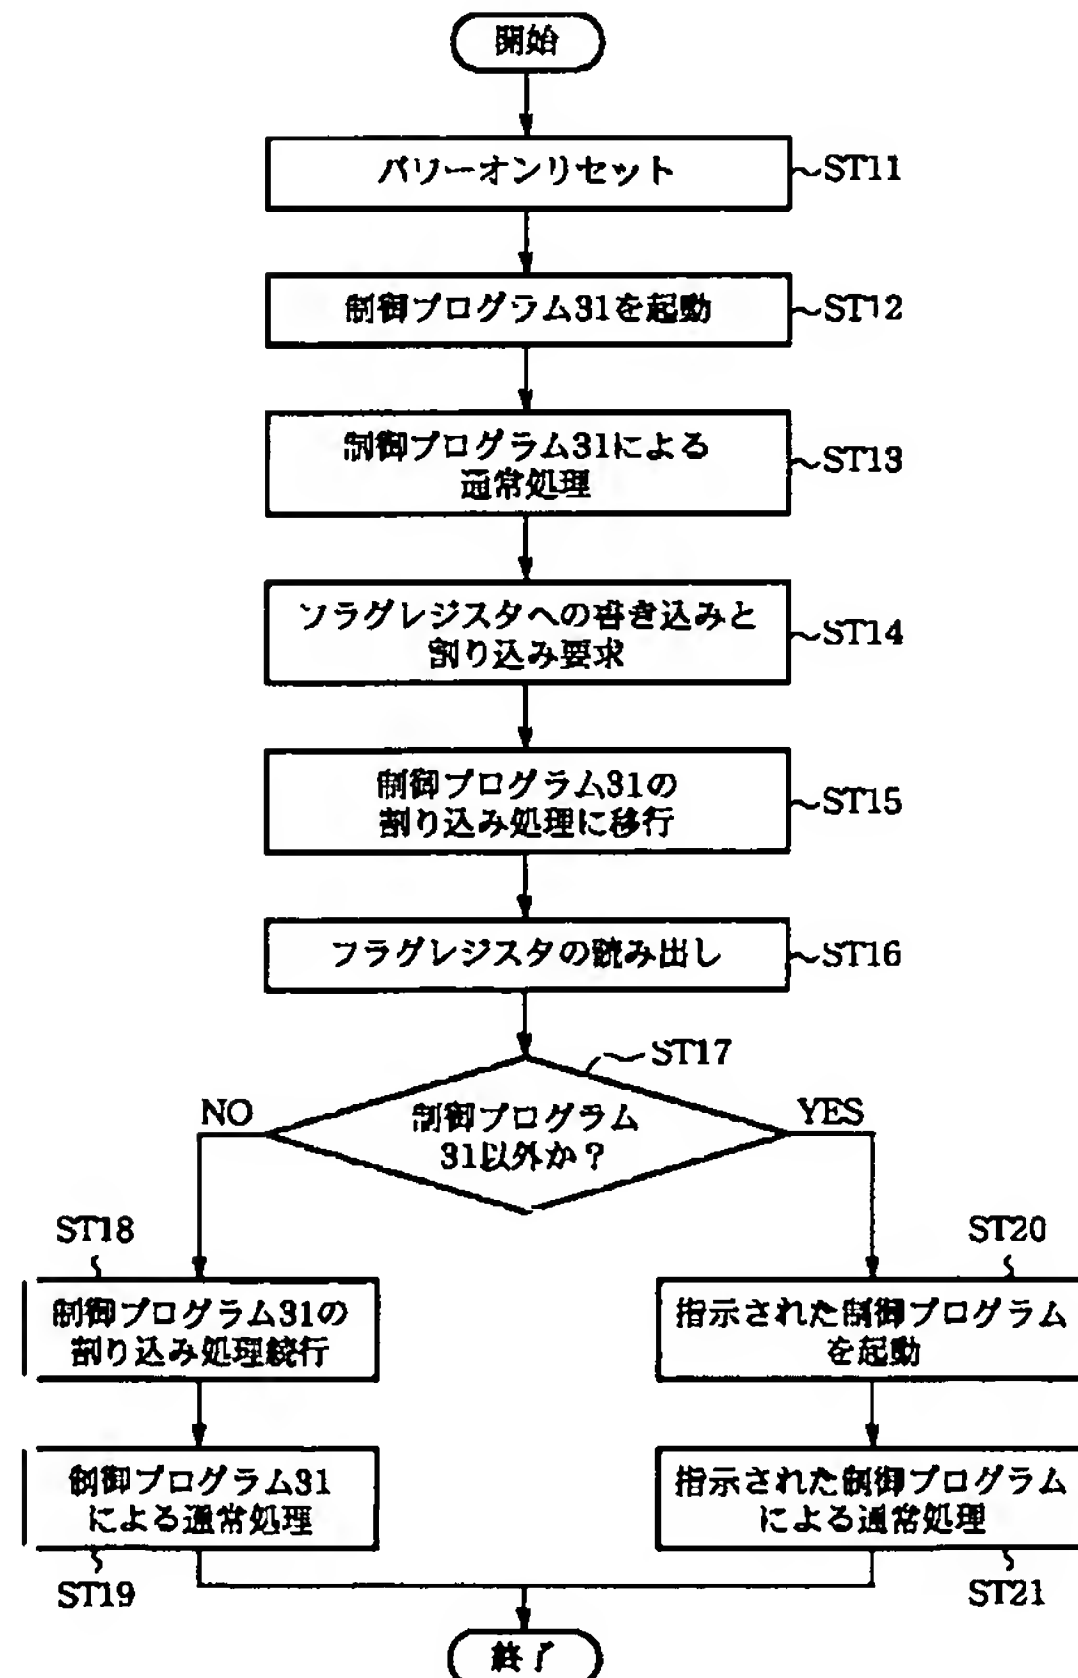 開始
パワーオンリセット
ST11
制御プログラム31を起動
ST12
制御プログラム31による
通常処理
ST13
フラグレジスタへの書き込みと
割り込み要求
ST14
制御プログラム31の
割り込み処理に移行
ST15
フラグレジスタの読み出し
ST16
ST17
制御プログラム
31以外か?
NO
YES
ST18
制御プログラム31の
割り込み処理続行
ST20
指示された制御プログラム
を起動
制御プログラム31
による通常処理
ST19
指示された制御プログラム
による通常処理
ST21
終了